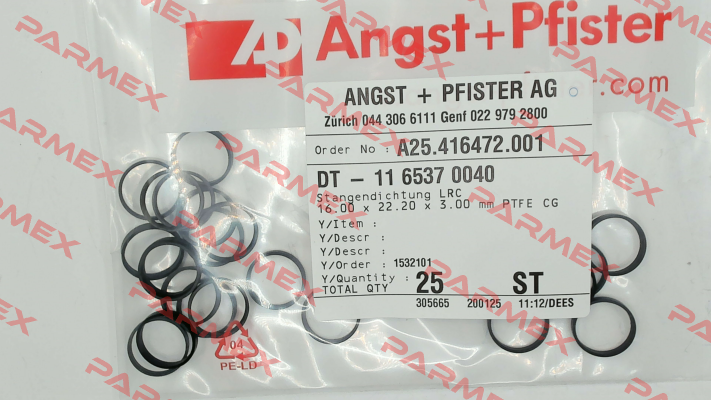 Angst+Pfister
.com
ANGST + PFISTER AG
Zürich 044 306 6111 Genf 022 979 2800
Order No : A25.416472.001
DT - 11 6537 0040
Stangendichtung LRC
16.00 x 22.20 x 3.00 mm PTFE CG
Y/Item :
Y/Descr :
Y/Descr :
Y/Order : 1532101
Y/Quantity : 25 ST
TOTAL QTY
305665 200125 11:12/DEES
04
PE-LD
PARMEX